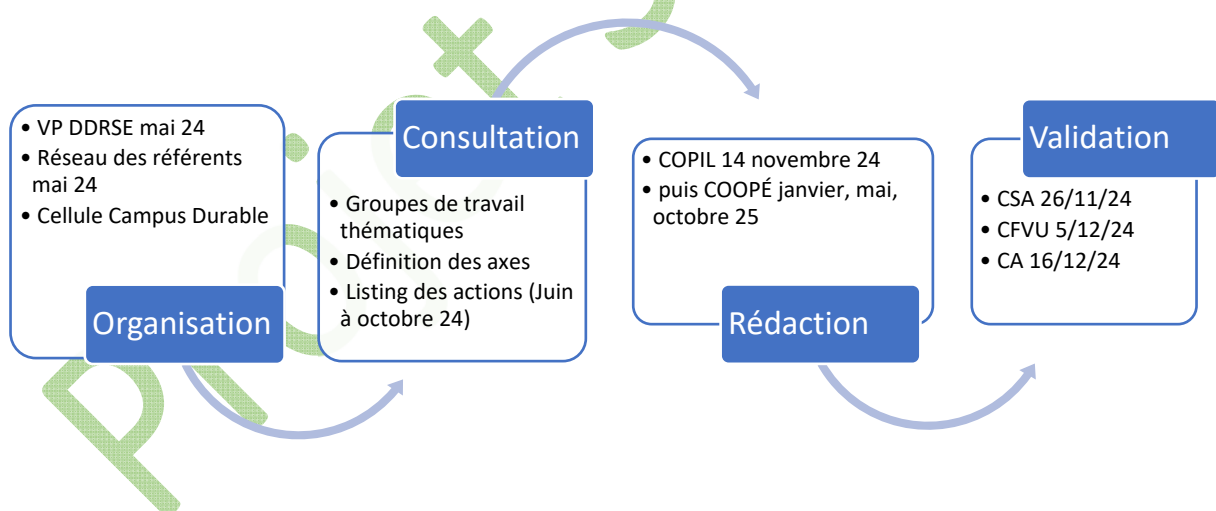 • VP DDRSE mai 24
• Réseau des référents
mai 24
• Cellule Campus Durable
Organisation
Consultation
• Groupes de travail
thématiques
• Définition des axes
• Listing des actions (Juin
à octobre 24)
• COPIL 14 novembre 24
• puis COOPÉ janvier, mai,
octobre 25
Rédaction
Validation
• CSA 26/11/24
• CFVU 5/12/24
• CA 16/12/24